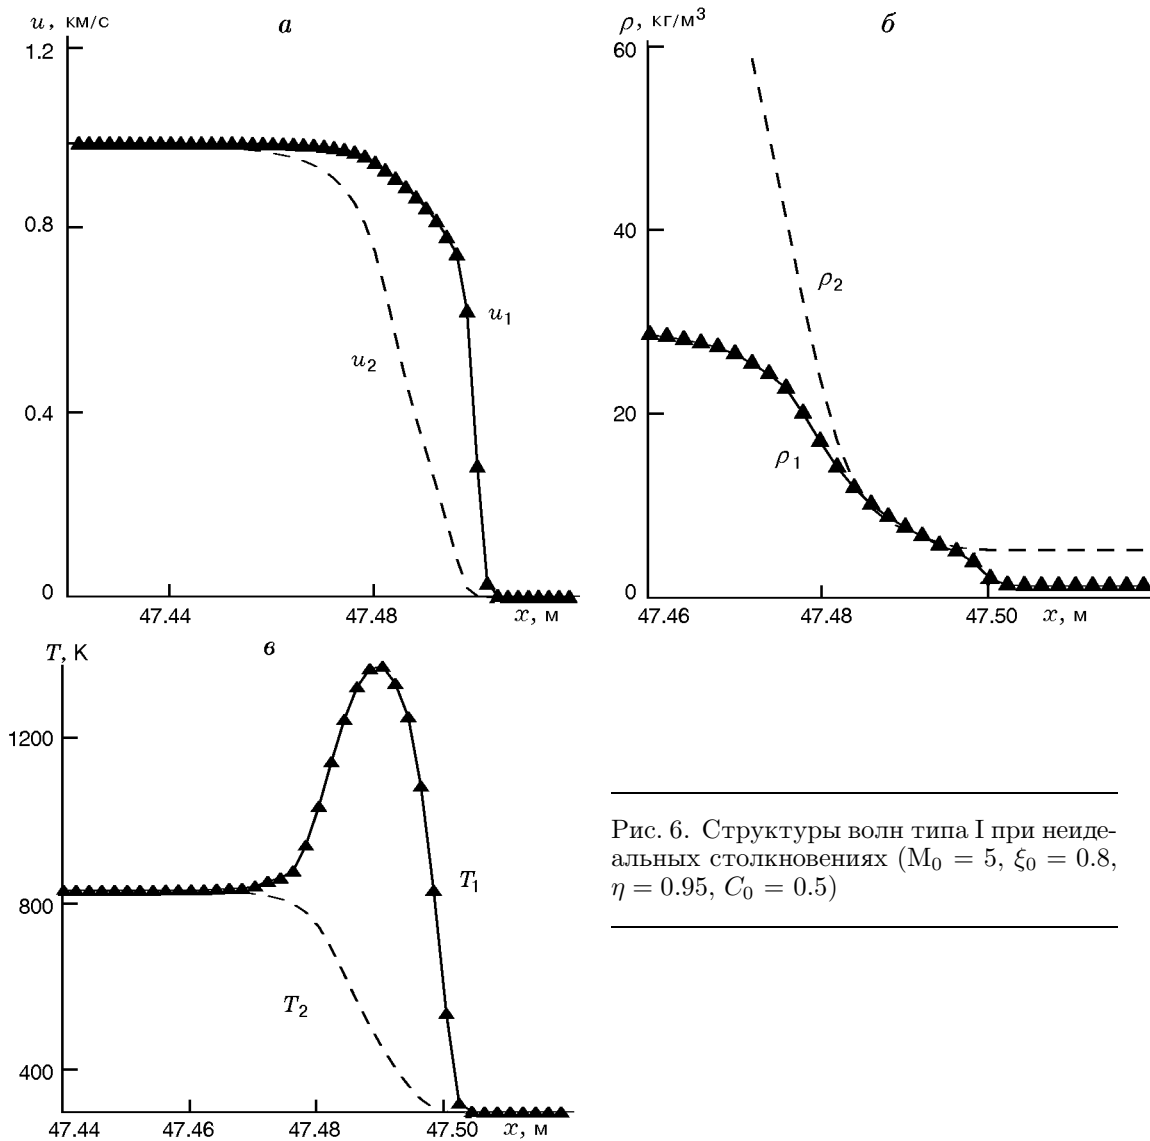 u, км/с
а
1.2
0.8
0.4
0
u₁
u₂
47.44
47.48
x, м
ρ, кг/м³
б
60
40
20
0
ρ₂
ρ₁
47.46
47.48
47.50
x, м
T, К
в
1200
800
400
T₁
T₂
47.44
47.46
47.48
47.50
x, м
Рис. 6. Структуры волн типа I при неиде-
альных столкновениях (M₀ = 5, ξ₀ = 0.8,
η = 0.95, C₀ = 0.5)